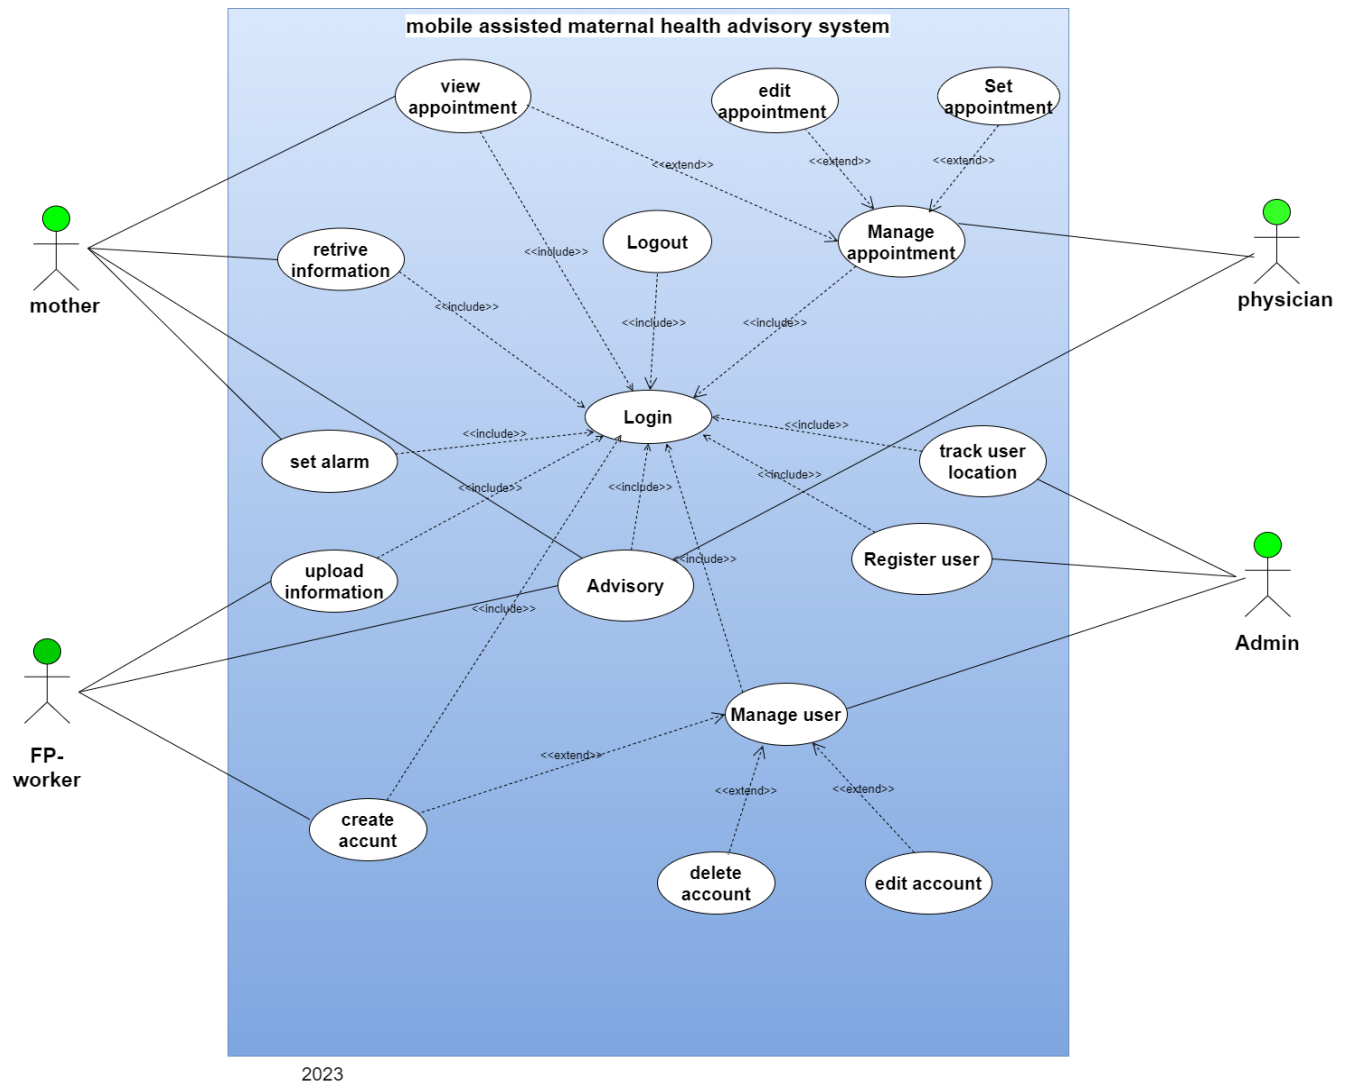 mobile assisted maternal health advisory system
view
appointment
edit
appointment
Set
appointment
<<extend>>
<<extend>>
<<extend>>
mother
retrive
information
Logout
Manage
appointment
physician
<<include>>
<<include>>
<<include>>
<<include>>
Login
<<include>>
<<include>>
set alarm
track user
location
<<include>>
<<include>>
<<include>>
upload
information
Advisory
<<include>>
Register user
<<include>>
Admin
FP-
worker
Manage user
<<extend>>
<<extend>>
<<extend>>
create
accunt
delete
account
edit account
2023